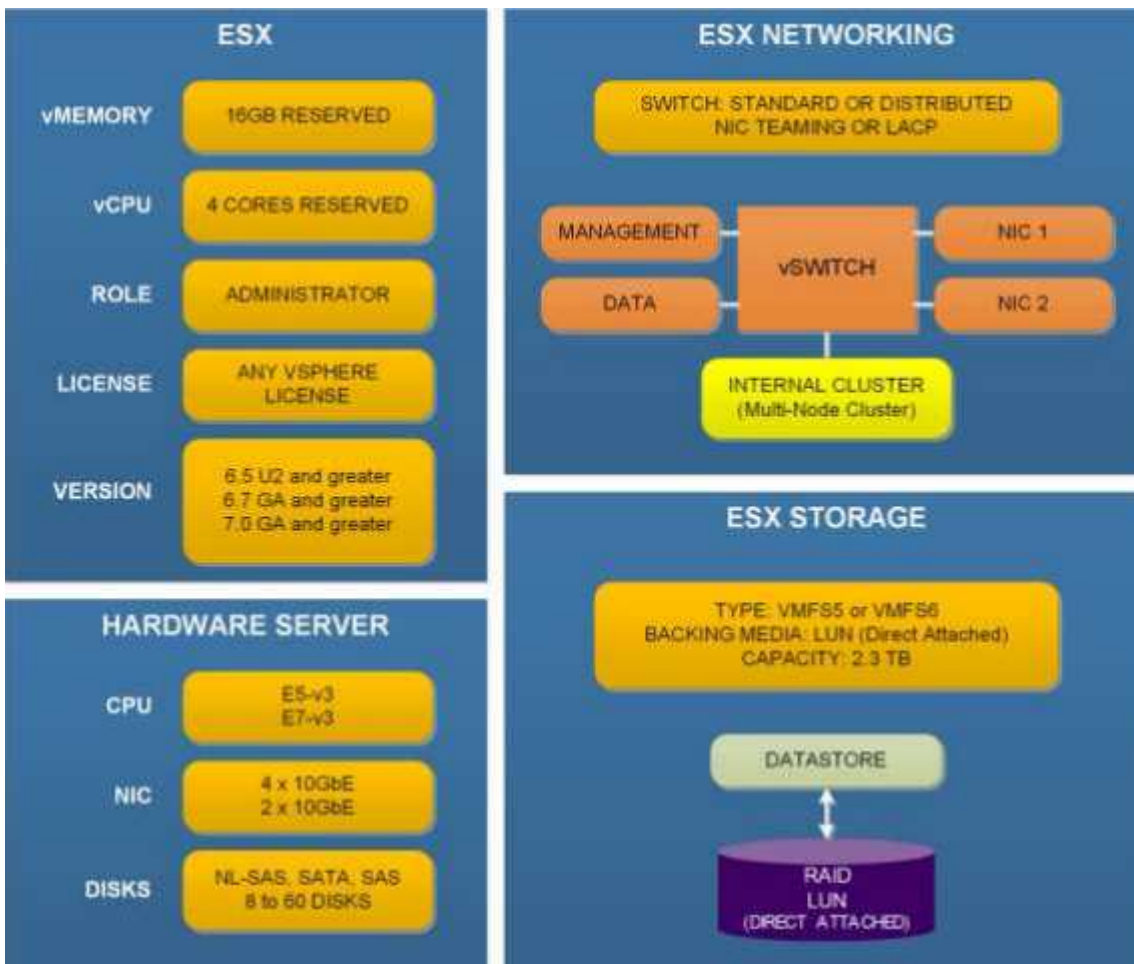 ESX
vMEMORY
16GB RESERVED
vCPU
4 CORES RESERVED
ROLE
ADMINISTRATOR
LICENSE
ANY VSPHERE
LICENSE
VERSION
6.5 U2 and greater
6.7 GA and greater
7.0 GA and greater
HARDWARE SERVER
CPU
E5-v3
E7-v3
NIC
4 x 10GbE
2 x 10GbE
DISKS
NL-SAS, SATA, SAS
8 to 60 DISKS
ESX NETWORKING
SWITCH: STANDARD OR DISTRIBUTED
NIC TEAMING OR LACP
MANAGEMENT
DATA
vSWITCH
NIC 1
NIC 2
INTERNAL CLUSTER
(Multi-Node Cluster)
ESX STORAGE
TYPE: VMFS5 or VMFS6
BACKING MEDIA: LUN (Direct Attached)
CAPACITY: 2.3 TB
DATASTORE
RAID
LUN
(DIRECT ATTACHED)